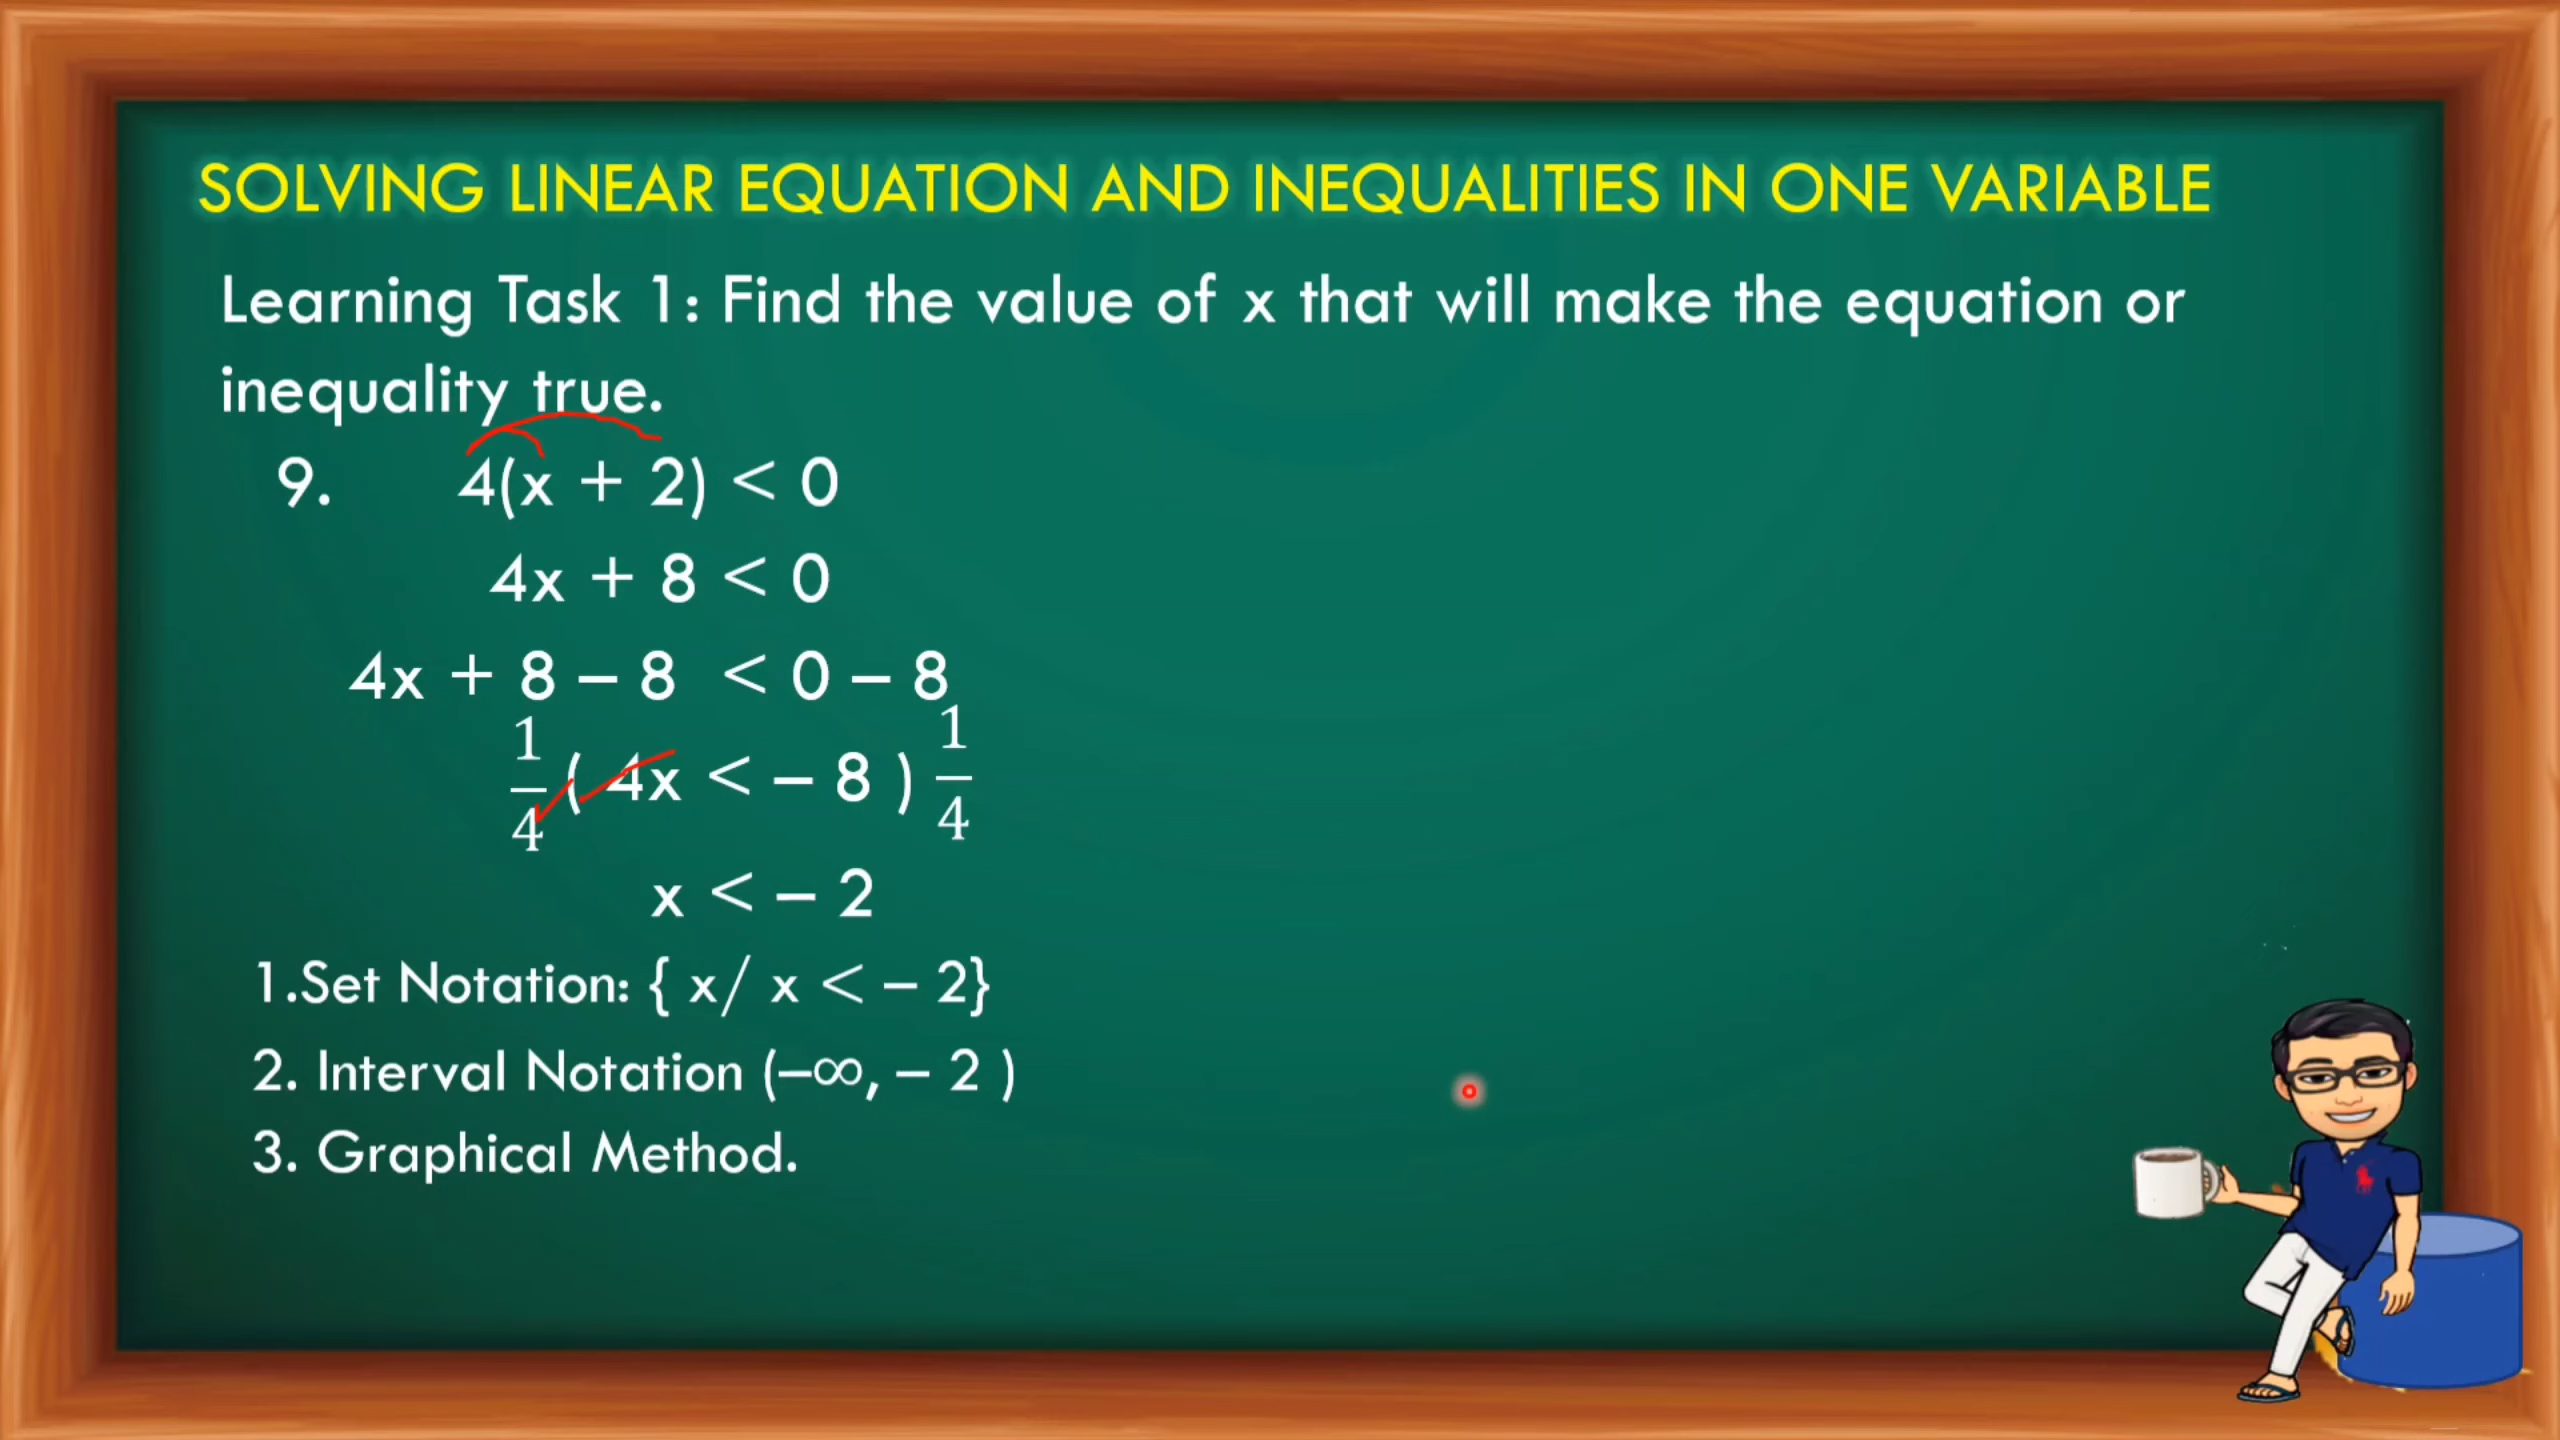 SOLVING LINEAR EQUATION AND INEQUALITIES IN ONE VARIABLE
Learning Task 1: Find the value of x that will make the equation or
inequality true.
9. 4(x + 2) < 0
4x + 8 < 0
4x + 8 – 8 < 0 – 8
1/4 ( 4x < – 8 ) 1/4
x < – 2
1.Set Notation: { x/ x < – 2}
2. Interval Notation (–∞, – 2 )
3. Graphical Method.